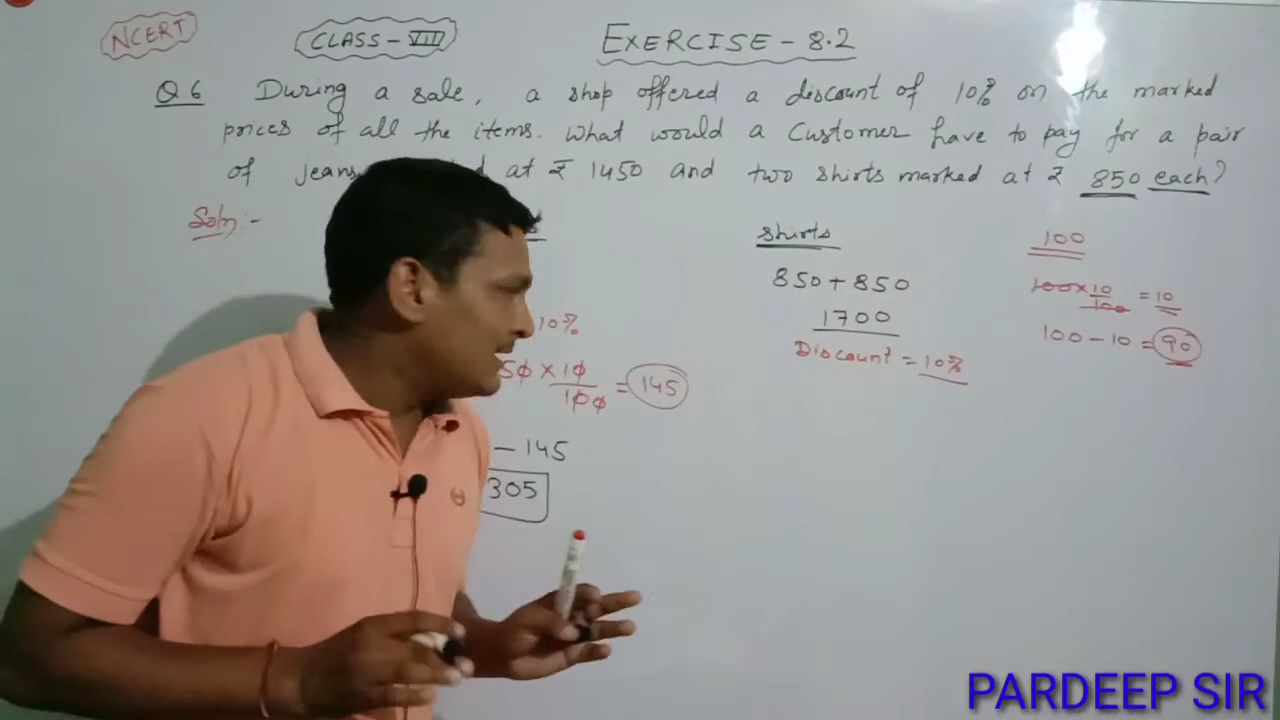 NCERT
CLASS-VIII
EXERCISE-8.2
Q6 During a sale, a shop offered a discount of 10% on the marked
prices of all the items. What would a Customer have to pay for a pair
of jeans at ₹ 1450 and two shirts marked at ₹ 850 each?
Soln:-
shirts
100
850+850
1700
Discount = 10%
100×10/100 = 10
100-10 = 90
10%
50 × 10/100 = 145
- 145
305
PARDEEP SIR